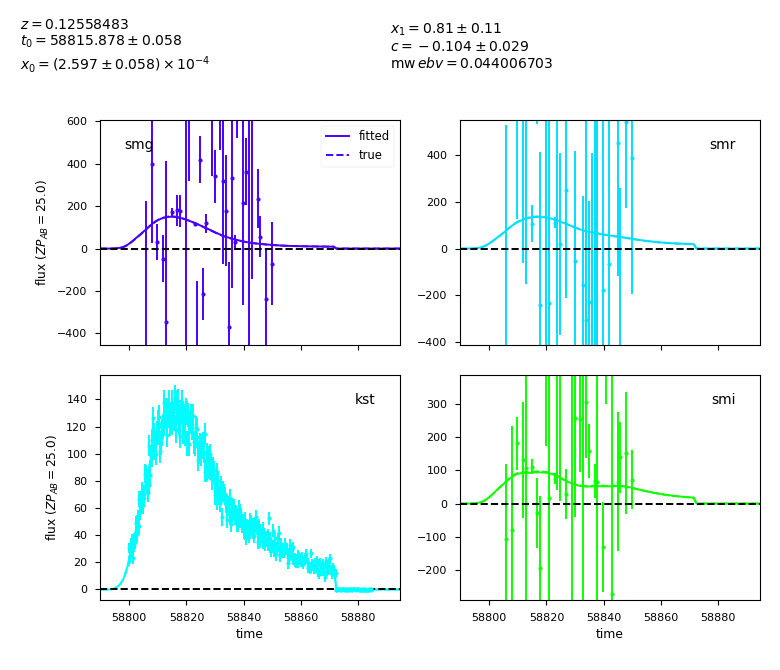 z = 0.12558483
t₀ = 58815.878 ± 0.058
x₀ = (2.597 ± 0.058) × 10⁻⁴
x₁ = 0.81 ± 0.11
c = −0.104 ± 0.029
mw ebv = 0.044006703
smg
fitted
true
600
400
200
0
−200
−400
flux (ZP_AB = 25.0)
smr
400
200
0
−200
−400
kst
140
120
100
80
60
40
20
0
flux (ZP_AB = 25.0)
58800 58820 58840 58860 58880
time
smi
300
200
100
0
−100
−200
58800 58820 58840 58860 58880
time